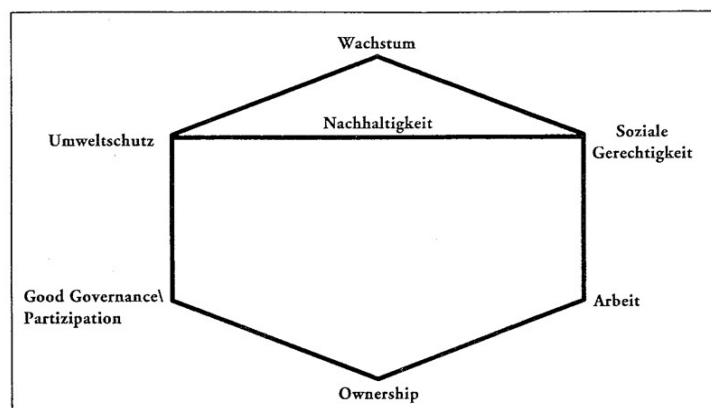 Wachstum
Nachhaltigkeit
Umweltschutz
Soziale
Gerechtigkeit
Good Governance\
Partizipation
Arbeit
Ownership